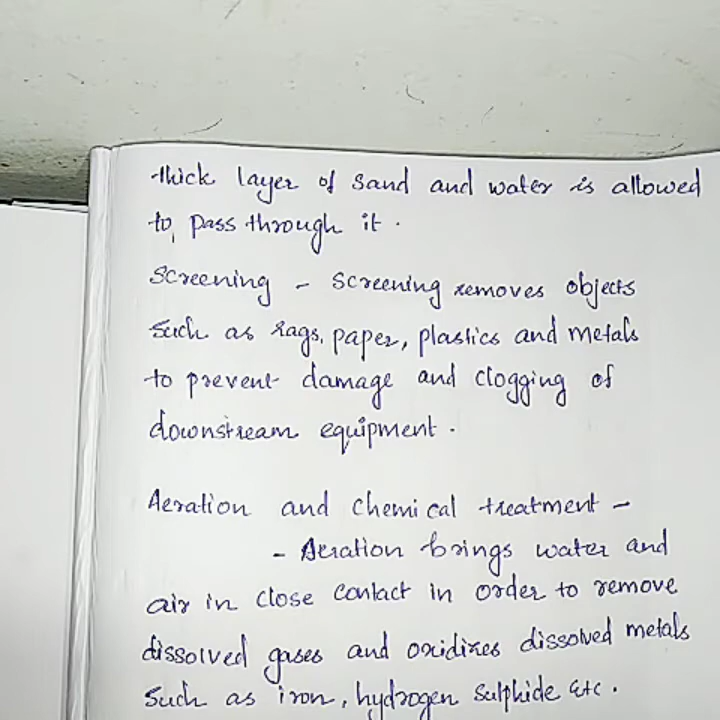 thick layer of sand and water is allowed
to pass through it.
Screening - Screening removes objects
such as rags, paper, plastics and metals
to prevent damage and clogging of
downstream equipment.
Aeration and chemical treatment -
- Aeration brings water and
air in close contact in order to remove
dissolved gases and oxidizes dissolved metals
such as iron, hydrogen sulphide etc.